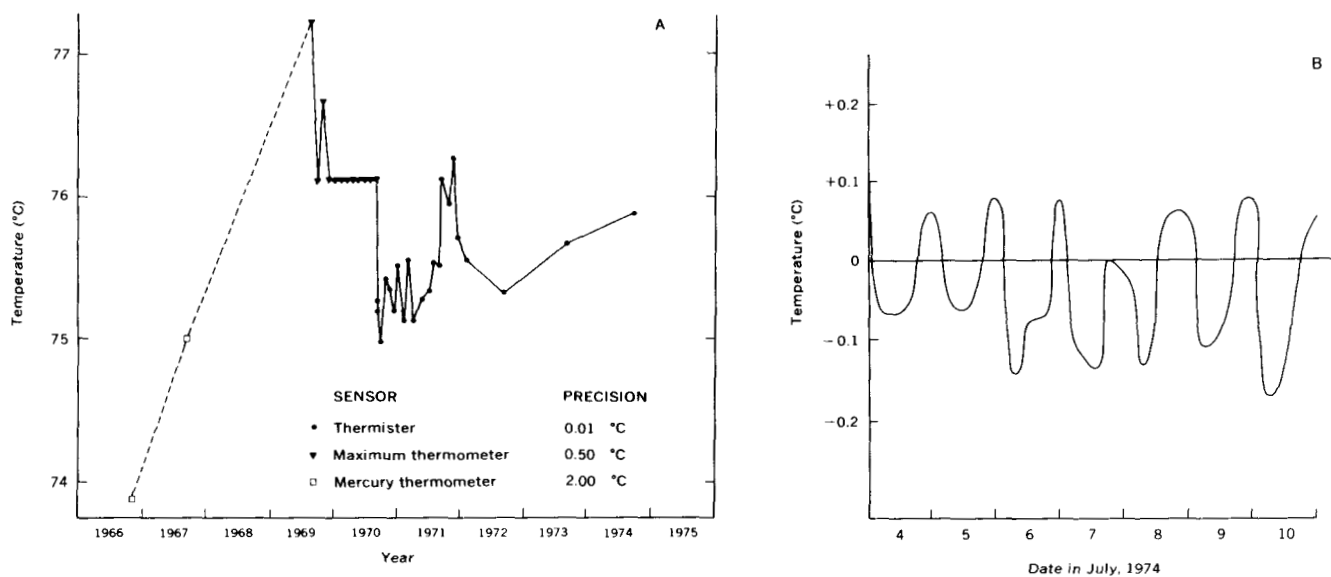 A
77
76
75
74
Temperature (°C)
SENSOR PRECISION
Thermister 0.01 °C
Maximum thermometer 0.50 °C
Mercury thermometer 2.00 °C
1966 1967 1968 1969 1970 1971 1972 1973 1974 1975
Year
B
+0.2
+0.1
0
−0.1
−0.2
Temperature (°C)
4 5 6 7 8 9 10
Date in July, 1974